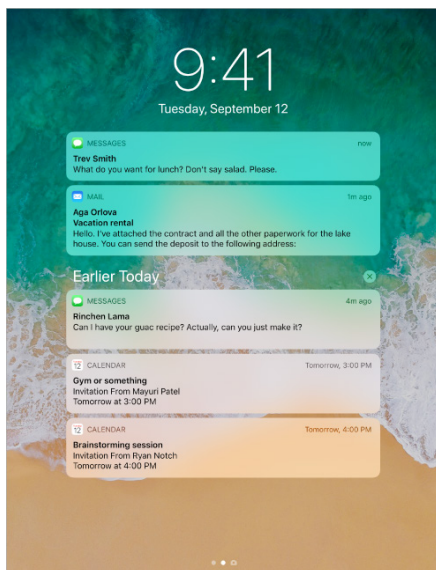 9:41
Tuesday, September 12
MESSAGES now
Trev Smith
What do you want for lunch? Don't say salad. Please.
MAIL 1m ago
Aga Orlova
Vacation rental
Hello. I've attached the contract and all the other paperwork for the lake
house. You can send the deposit to the following address:
Earlier Today
MESSAGES 4m ago
Rinchen Lama
Can I have your guac recipe? Actually, can you just make it?
12 CALENDAR Tomorrow, 3:00 PM
Gym or something
Invitation From Mayuri Patel
Tomorrow at 3:00 PM
12 CALENDAR Tomorrow, 4:00 PM
Brainstorming session
Invitation From Ryan Notch
Tomorrow at 4:00 PM